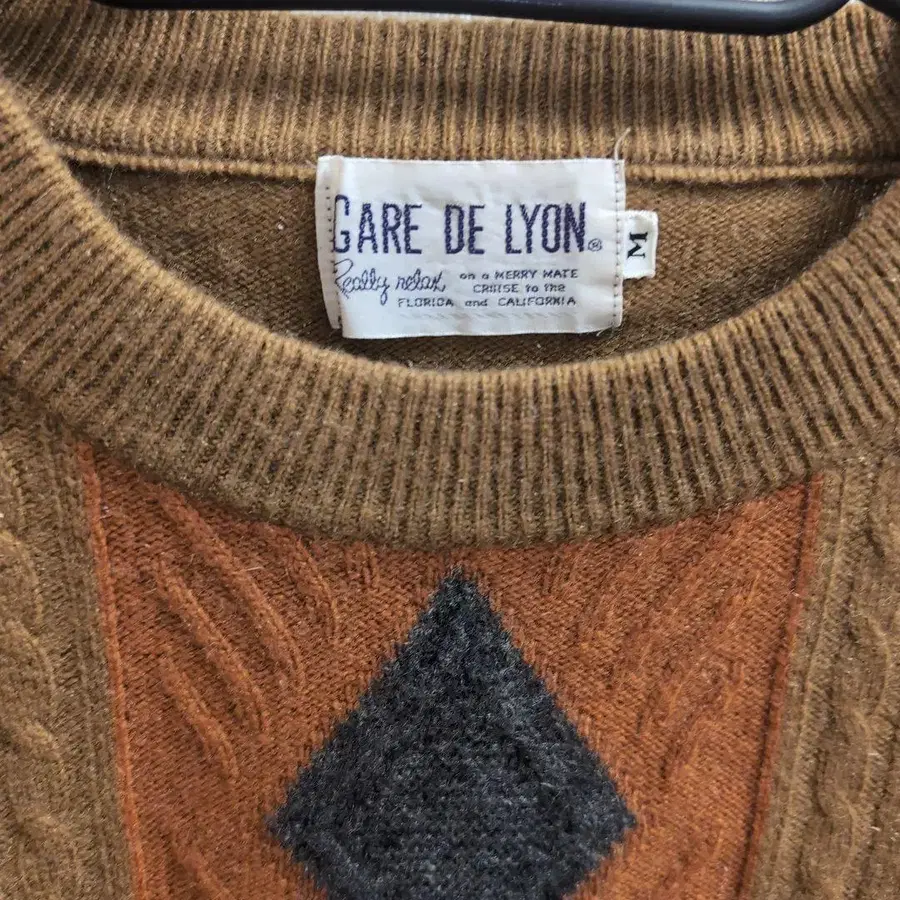 GARE DE LYON®
Really relax on a MERRY MATE
CRUISE to the
FLORIDA and CALIFORNIA
M